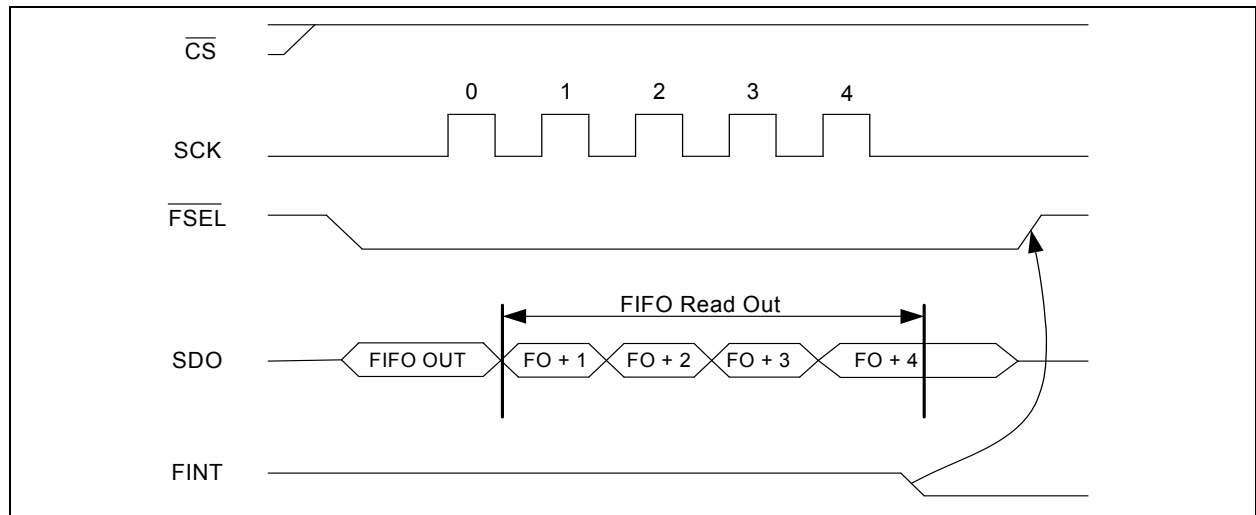 CS
0 1 2 3 4
SCK
FSEL
FIFO Read Out
SDO FIFO OUT FO + 1 FO + 2 FO + 3 FO + 4
FINT